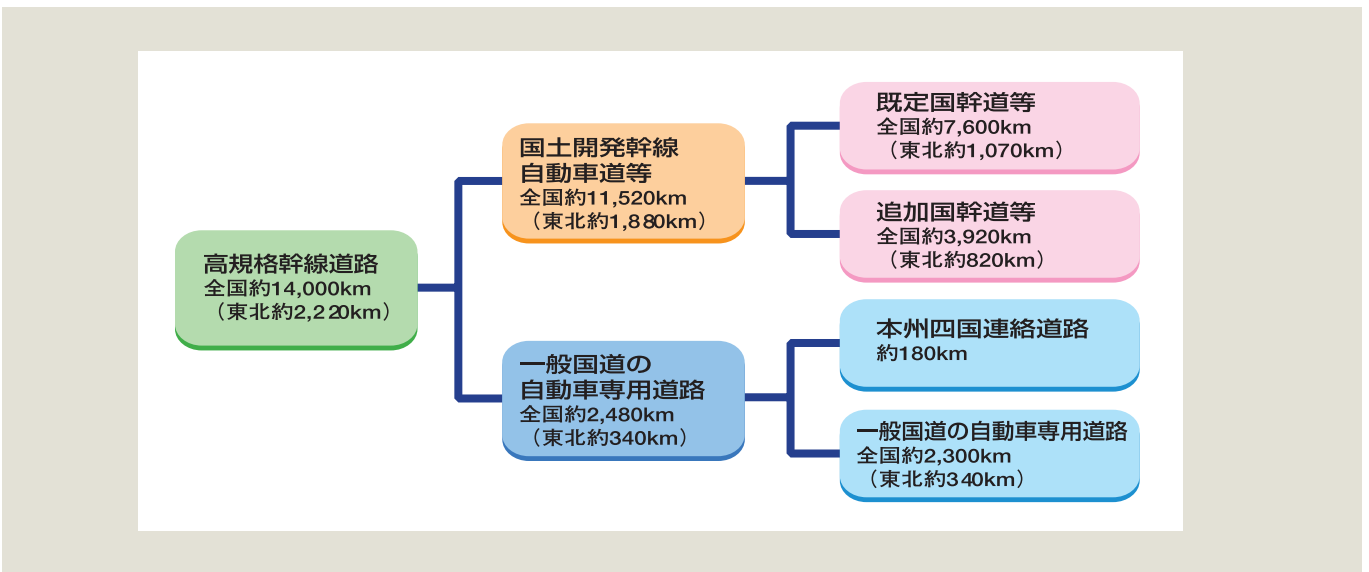 高規格幹線道路
全国約14,000km
（東北約2,220km）
国土開発幹線
自動車道等
全国約11,520km
（東北約1,880km）
既定国幹道等
全国約7,600km
（東北約1,070km）
追加国幹道等
全国約3,920km
（東北約820km）
一般国道の
自動車専用道路
全国約2,480km
（東北約340km）
本州四国連絡道路
約180km
一般国道の自動車専用道路
全国約2,300km
（東北約340km）